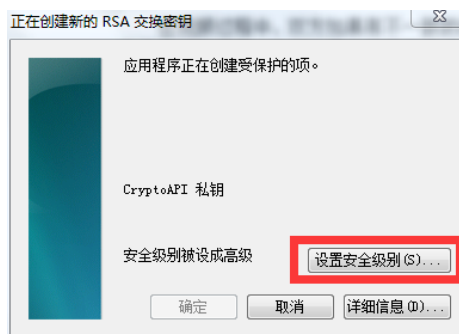 正在创建新的 RSA 交换密钥
应用程序正在创建受保护的项。
CryptoAPI 私钥
安全级别被设成高级
设置安全级别(S)...
确定
取消
详细信息(D)...